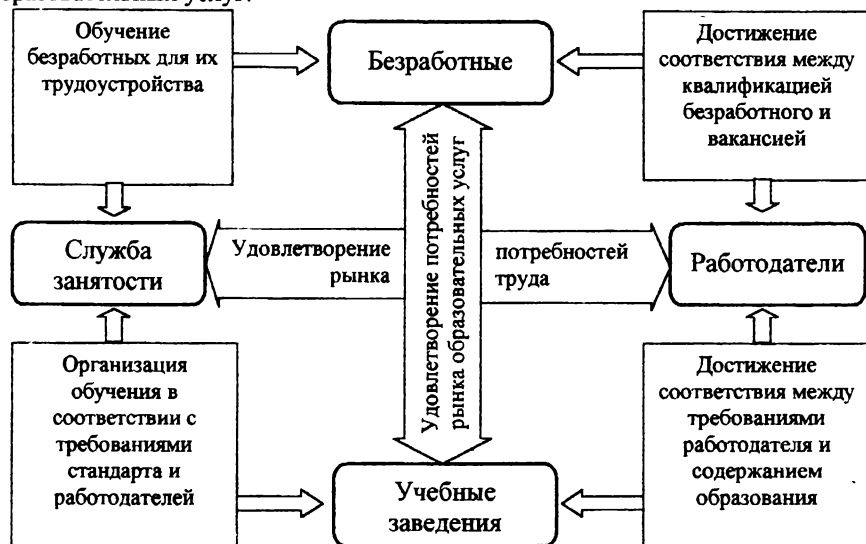 Обучение
безработных для их
трудоустройства
Безработные
Достижение
соответствия между
квалификацией
безработного и
вакансией
Служба
занятости
Удовлетворение
рынка
Удовлетворение потребностей
рынка образовательных услуг
потребностей
труда
Работодатели
Организация
обучения в
соответствии с
требованиями
стандарта и
работодателей
Учебные
заведения
Достижение
соответствия между
требованиями
работодателя и
содержанием
образования